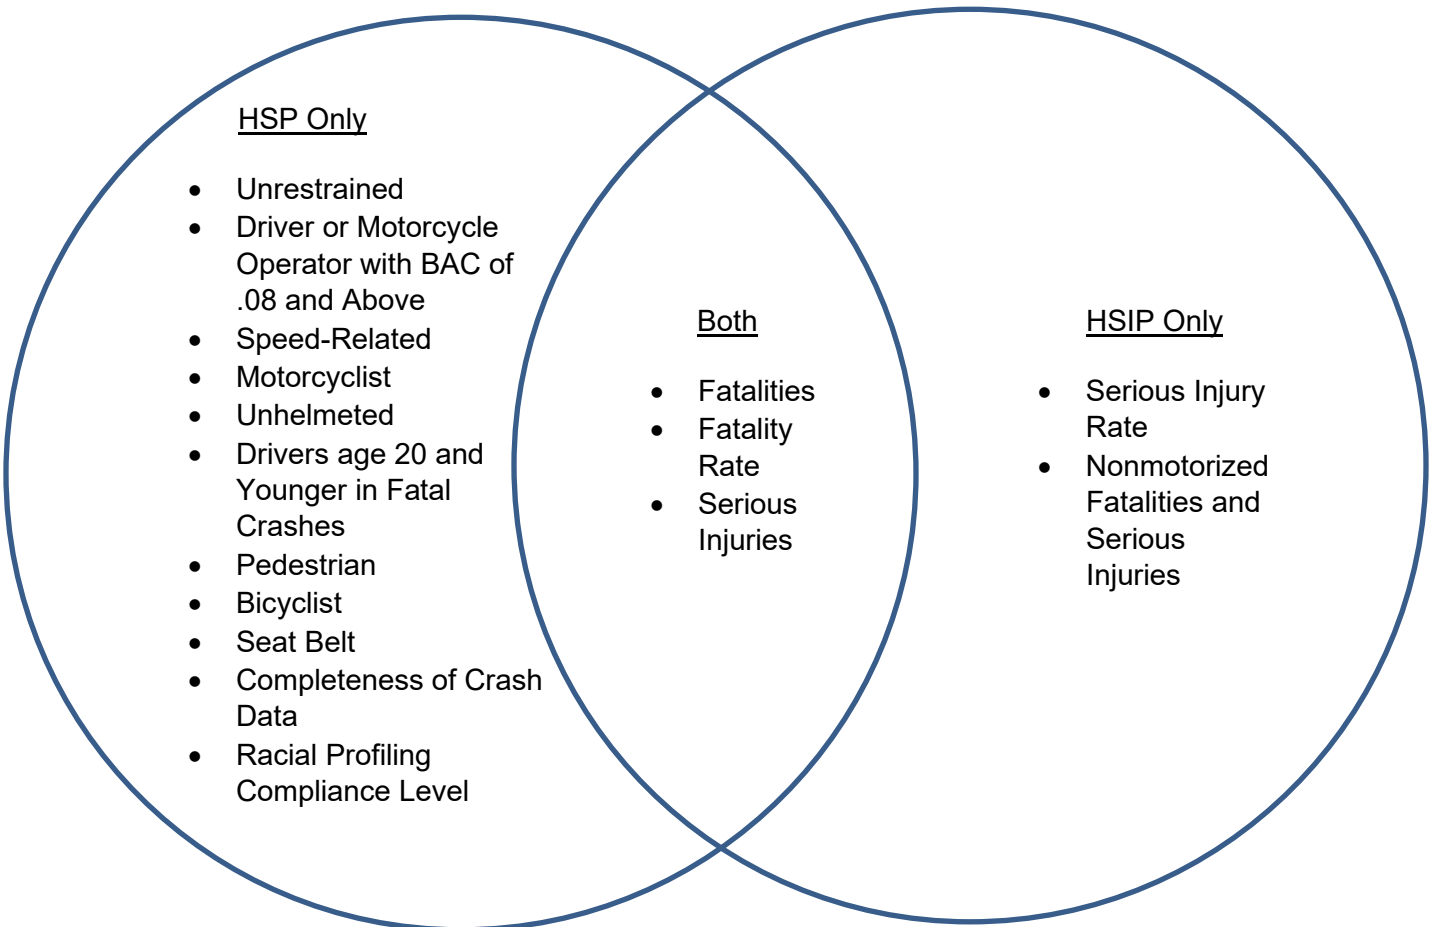 HSP Only
• Unrestrained
• Driver or Motorcycle
Operator with BAC of
.08 and Above
• Speed-Related
• Motorcyclist
• Unhelmeted
• Drivers age 20 and
Younger in Fatal
Crashes
• Pedestrian
• Bicyclist
• Seat Belt
• Completeness of Crash
Data
• Racial Profiling
Compliance Level
Both
• Fatalities
• Fatality
Rate
• Serious
Injuries
HSIP Only
• Serious Injury
Rate
• Nonmotorized
Fatalities and
Serious
Injuries